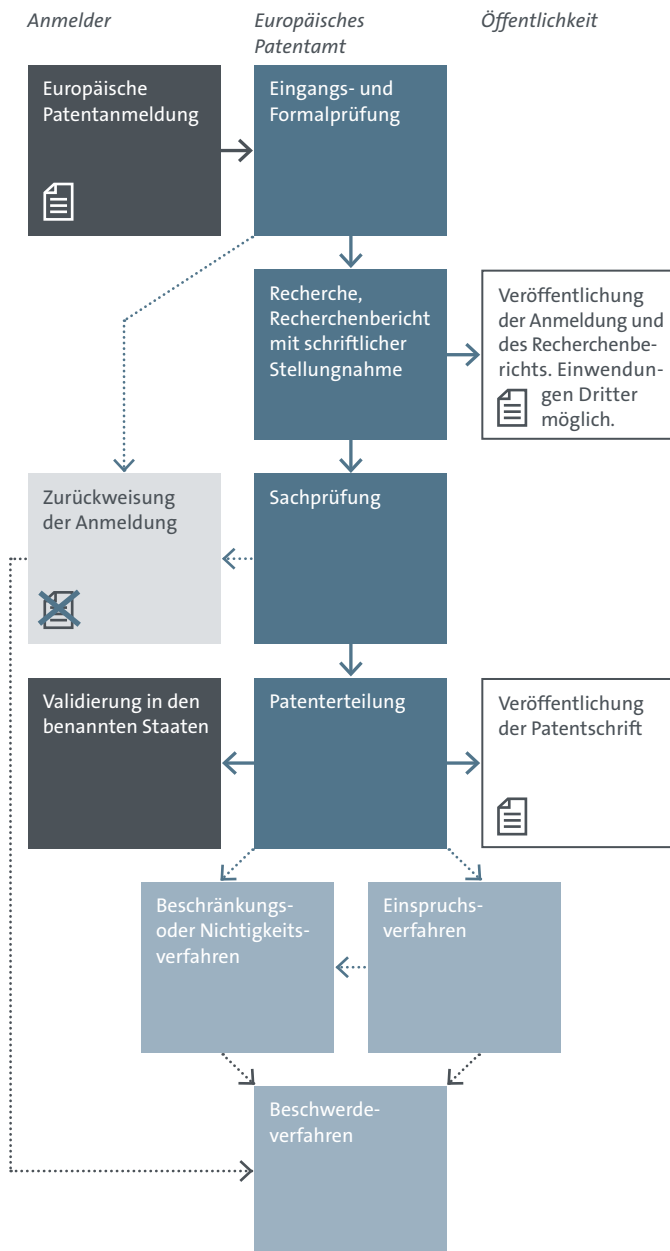 Anmelder
Europäisches
Patentamt
Öffentlichkeit
Europäische
Patentanmeldung
Eingangs- und
Formalprüfung
Recherche,
Recherchenbericht
mit schriftlicher
Stellungnahme
Veröffentlichung
der Anmeldung und
des Recherchenbe-
richts. Einwendun-
gen Dritter
möglich.
Zurückweisung
der Anmeldung
Sachprüfung
Validierung in den
benannten Staaten
Patenterteilung
Veröffentlichung
der Patentschrift
Beschränkungs-
oder Nichtigkeits-
verfahren
Einspruchs-
verfahren
Beschwerde-
verfahren